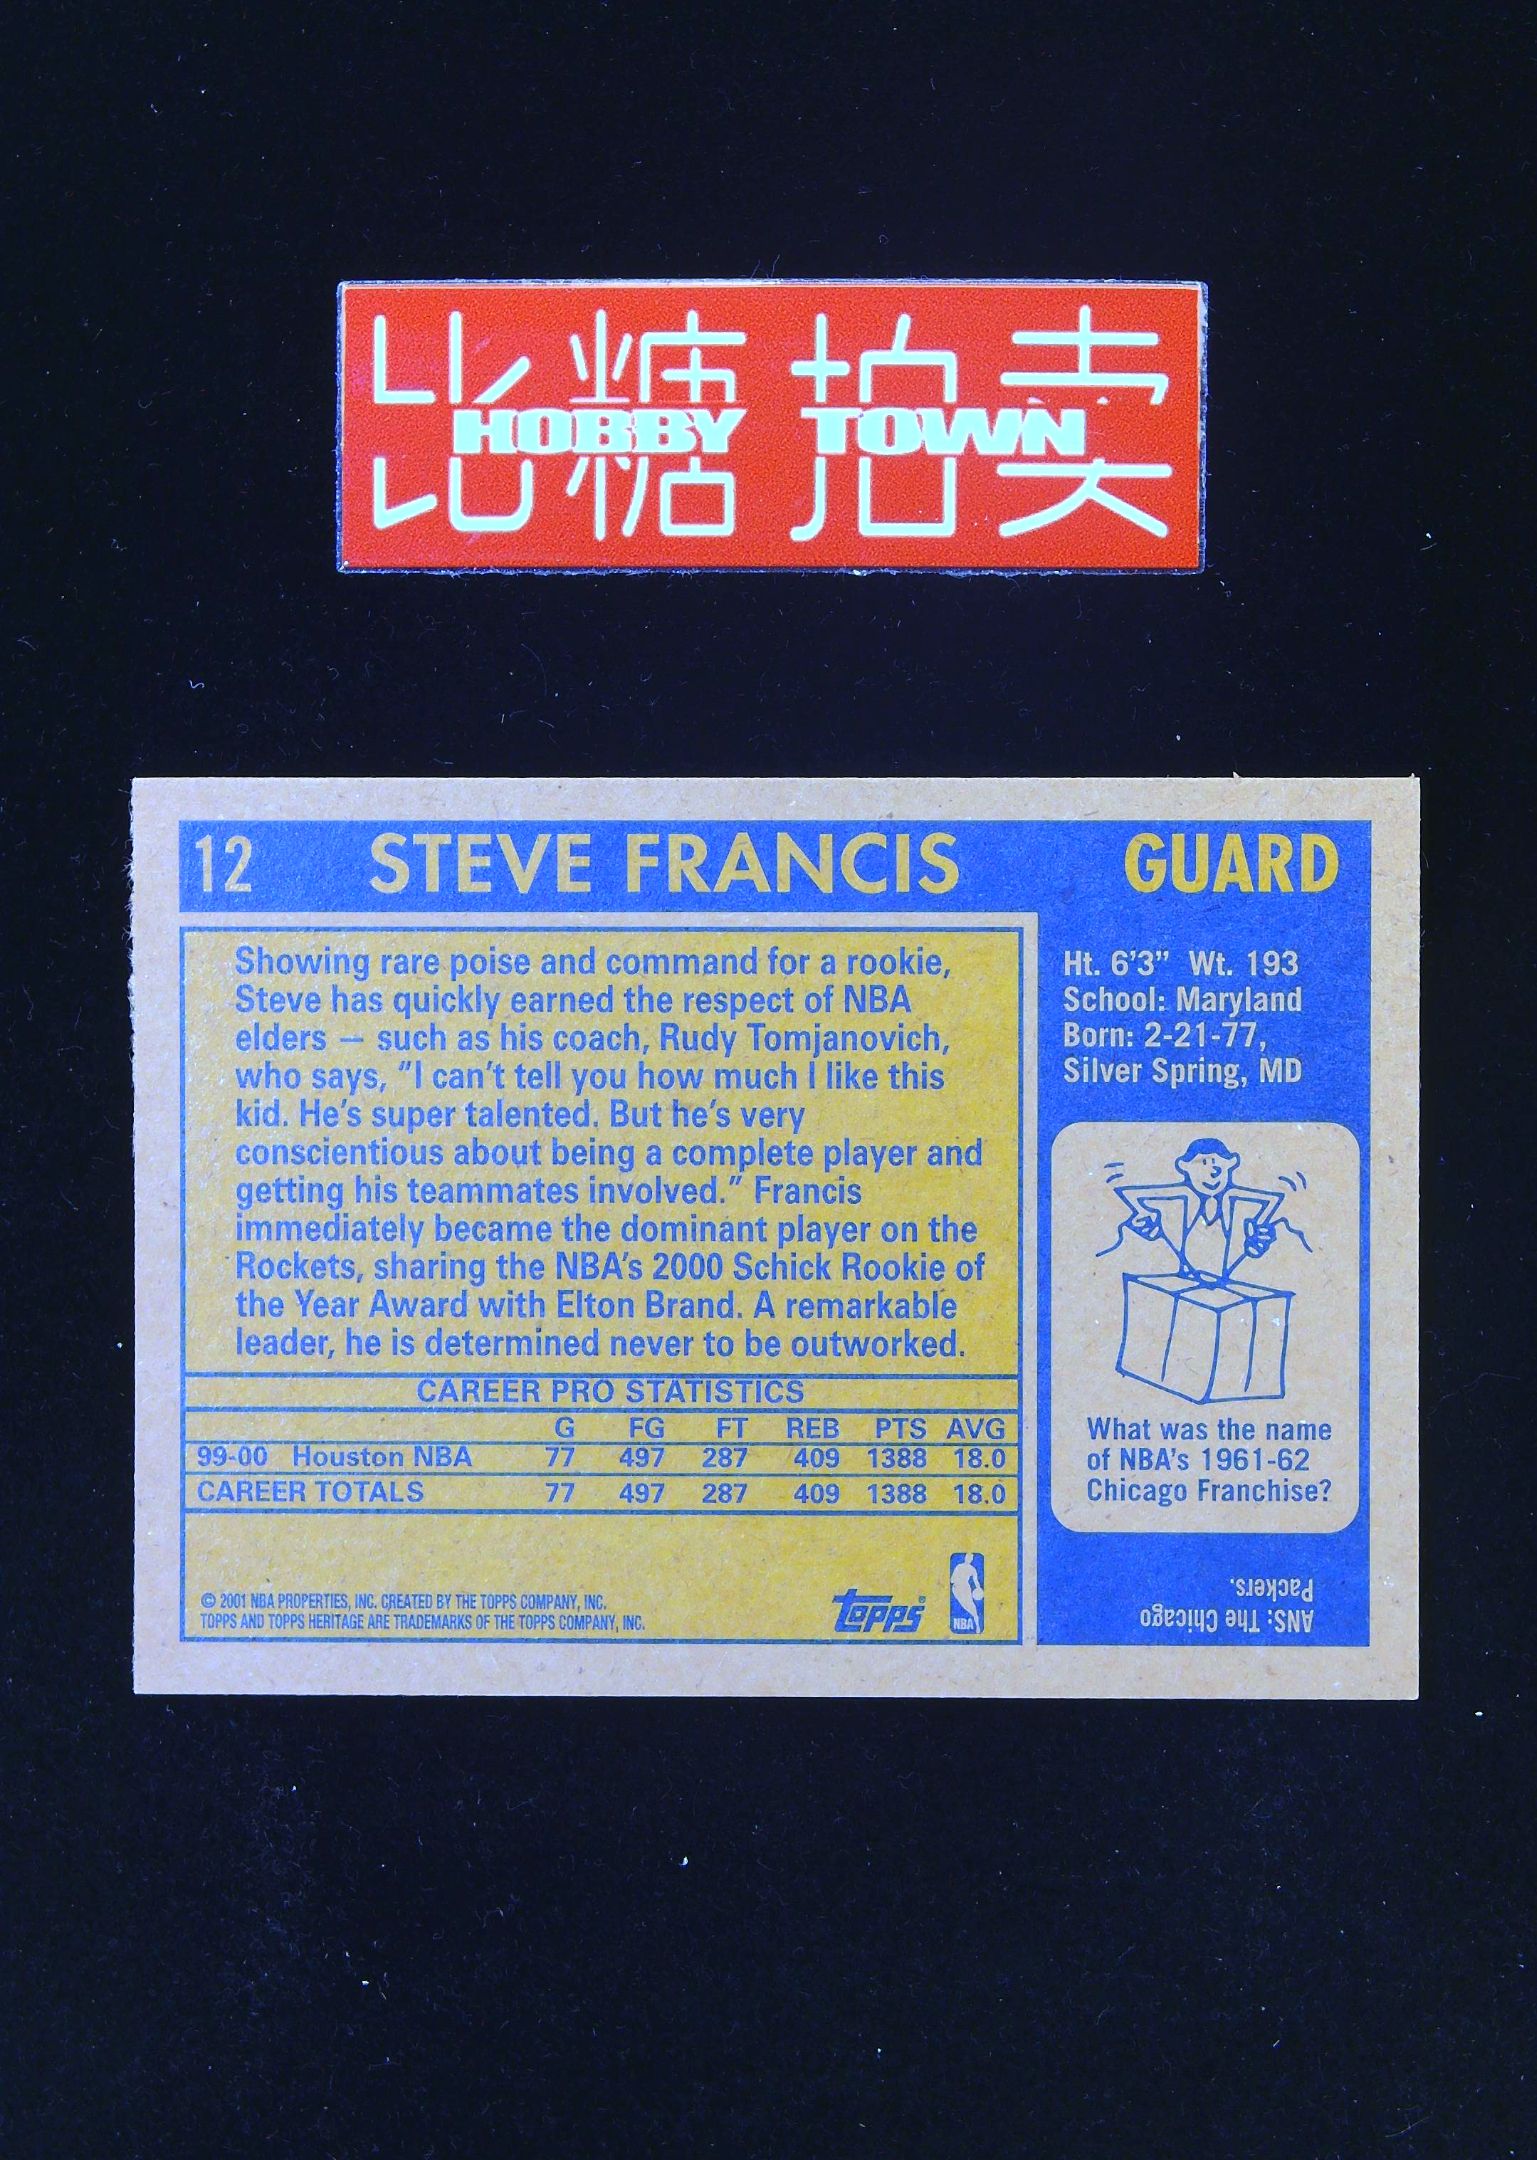 比糖拍卖
HOBBY TOWN
12 STEVE FRANCIS GUARD
Showing rare poise and command for a rookie,
Steve has quickly earned the respect of NBA
elders — such as his coach, Rudy Tomjanovich,
who says, "I can't tell you how much I like this
kid. He's super talented. But he's very
conscientious about being a complete player and
getting his teammates involved." Francis
immediately became the dominant player on the
Rockets, sharing the NBA's 2000 Schick Rookie of
the Year Award with Elton Brand. A remarkable
leader, he is determined never to be outworked.
CAREER PRO STATISTICS
G FG FT REB PTS AVG
99-00 Houston NBA 77 497 287 409 1388 18.0
CAREER TOTALS 77 497 287 409 1388 18.0
© 2001 NBA PROPERTIES, INC. CREATED BY THE TOPPS COMPANY, INC.
TOPPS AND TOPPS HERITAGE ARE TRADEMARKS OF THE TOPPS COMPANY, INC.
topps®
NBA
Ht. 6'3" Wt. 193
School: Maryland
Born: 2-21-77,
Silver Spring, MD
What was the name
of NBA's 1961-62
Chicago Franchise?
ANS: The Chicago
Packers.